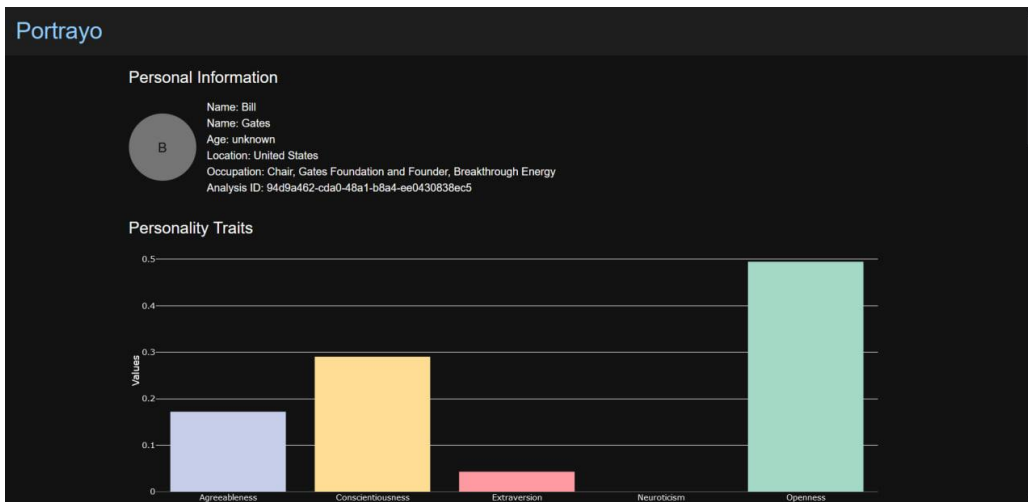 Portrayo
Personal Information
B
Name: Bill
Name: Gates
Age: unknown
Location: United States
Occupation: Chair, Gates Foundation and Founder, Breakthrough Energy
Analysis ID: 94d9a462-cda0-48a1-b8a4-ee0430838ec5
Personality Traits
0.5
0.4
0.3
0.2
0.1
0
Values
Agreeableness Conscientiousness Extraversion Neuroticism Openness